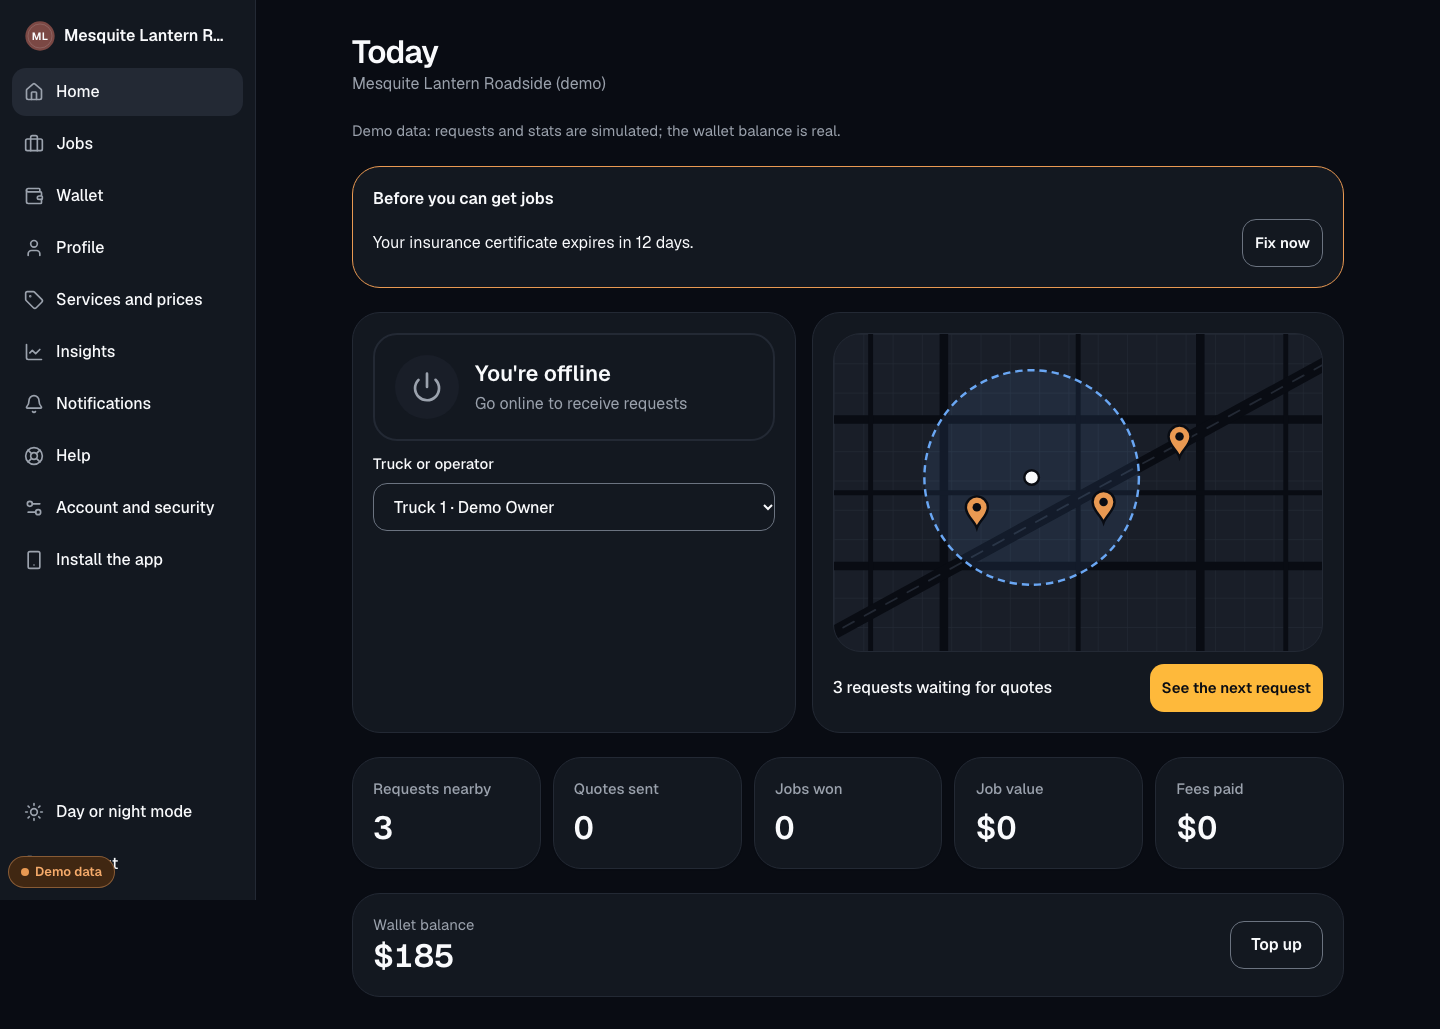 ML
Mesquite Lantern R...
Home
Jobs
Wallet
Profile
Services and prices
Insights
Notifications
Help
Account and security
Install the app
Day or night mode
Demo data
Today
Mesquite Lantern Roadside (demo)
Demo data: requests and stats are simulated; the wallet balance is real.
Before you can get jobs
Your insurance certificate expires in 12 days.
Fix now
You're offline
Go online to receive requests
Truck or operator
Truck 1 · Demo Owner
3 requests waiting for quotes
See the next request
Requests nearby
3
Quotes sent
0
Jobs won
0
Job value
$0
Fees paid
$0
Wallet balance
$185
Top up